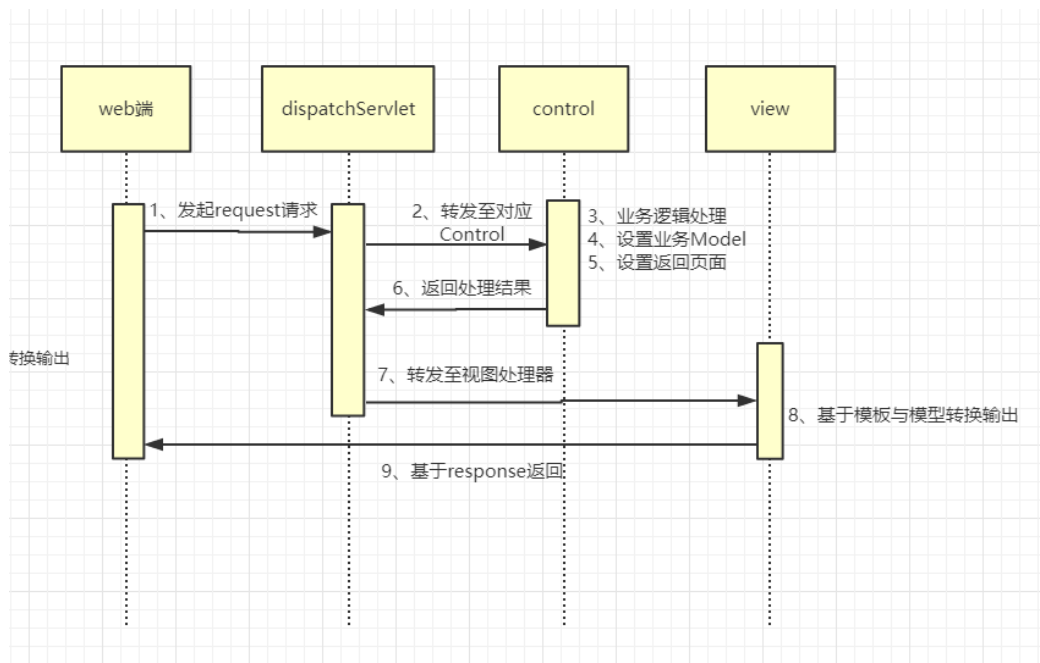 web端
dispatchServlet
control
view
1、发起request请求
2、转发至对应
Control
3、业务逻辑处理
4、设置业务Model
5、设置返回页面
6、返回处理结果
转换输出
7、转发至视图处理器
8、基于模板与模型转换输出
9、基于response返回